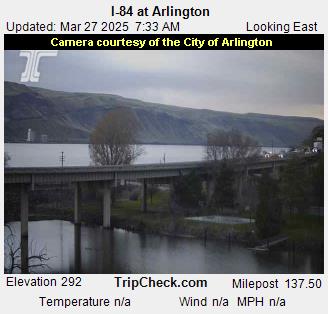 I-84 at Arlington
Updated: Mar 27 2025 7:33 AM Looking East
Camera courtesy of the City of Arlington
Elevation 292 TripCheck.com Milepost 137.50
Temperature n/a Wind n/a MPH n/a